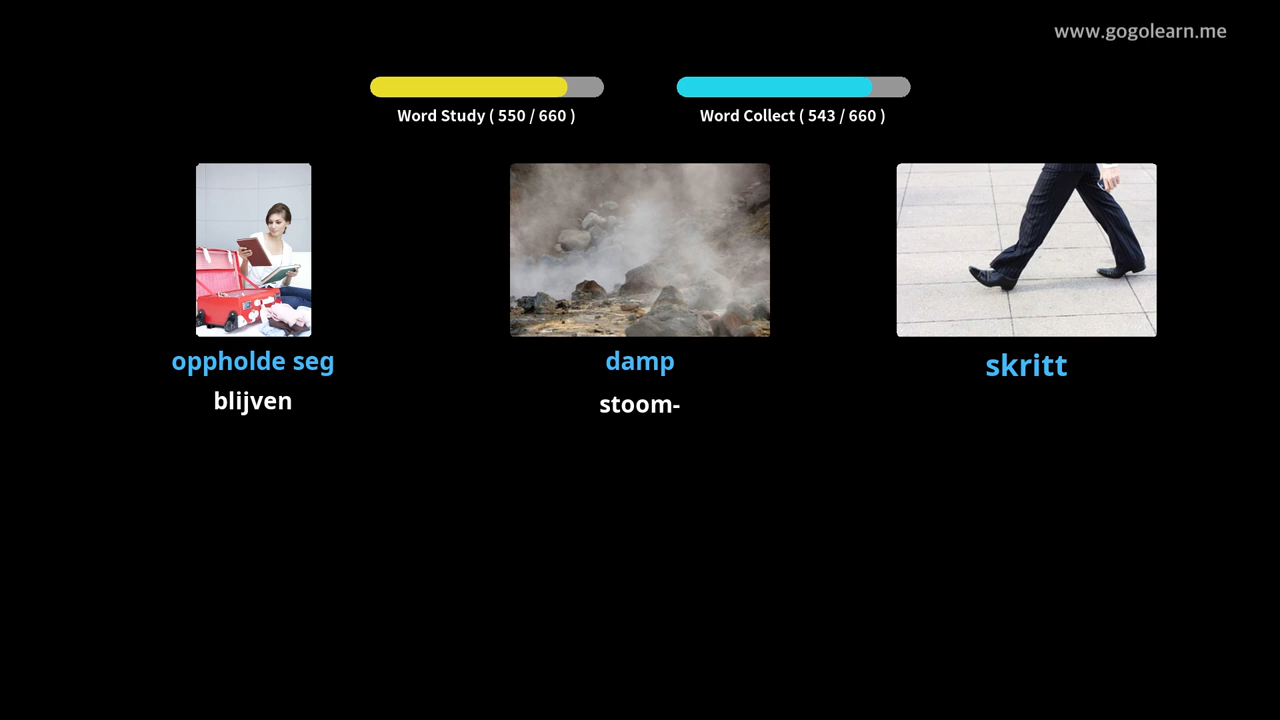 www.gogolearn.me
Word Study ( 550 / 660 )
Word Collect ( 543 / 660 )
oppholde seg
blijven
damp
stoom-
skritt